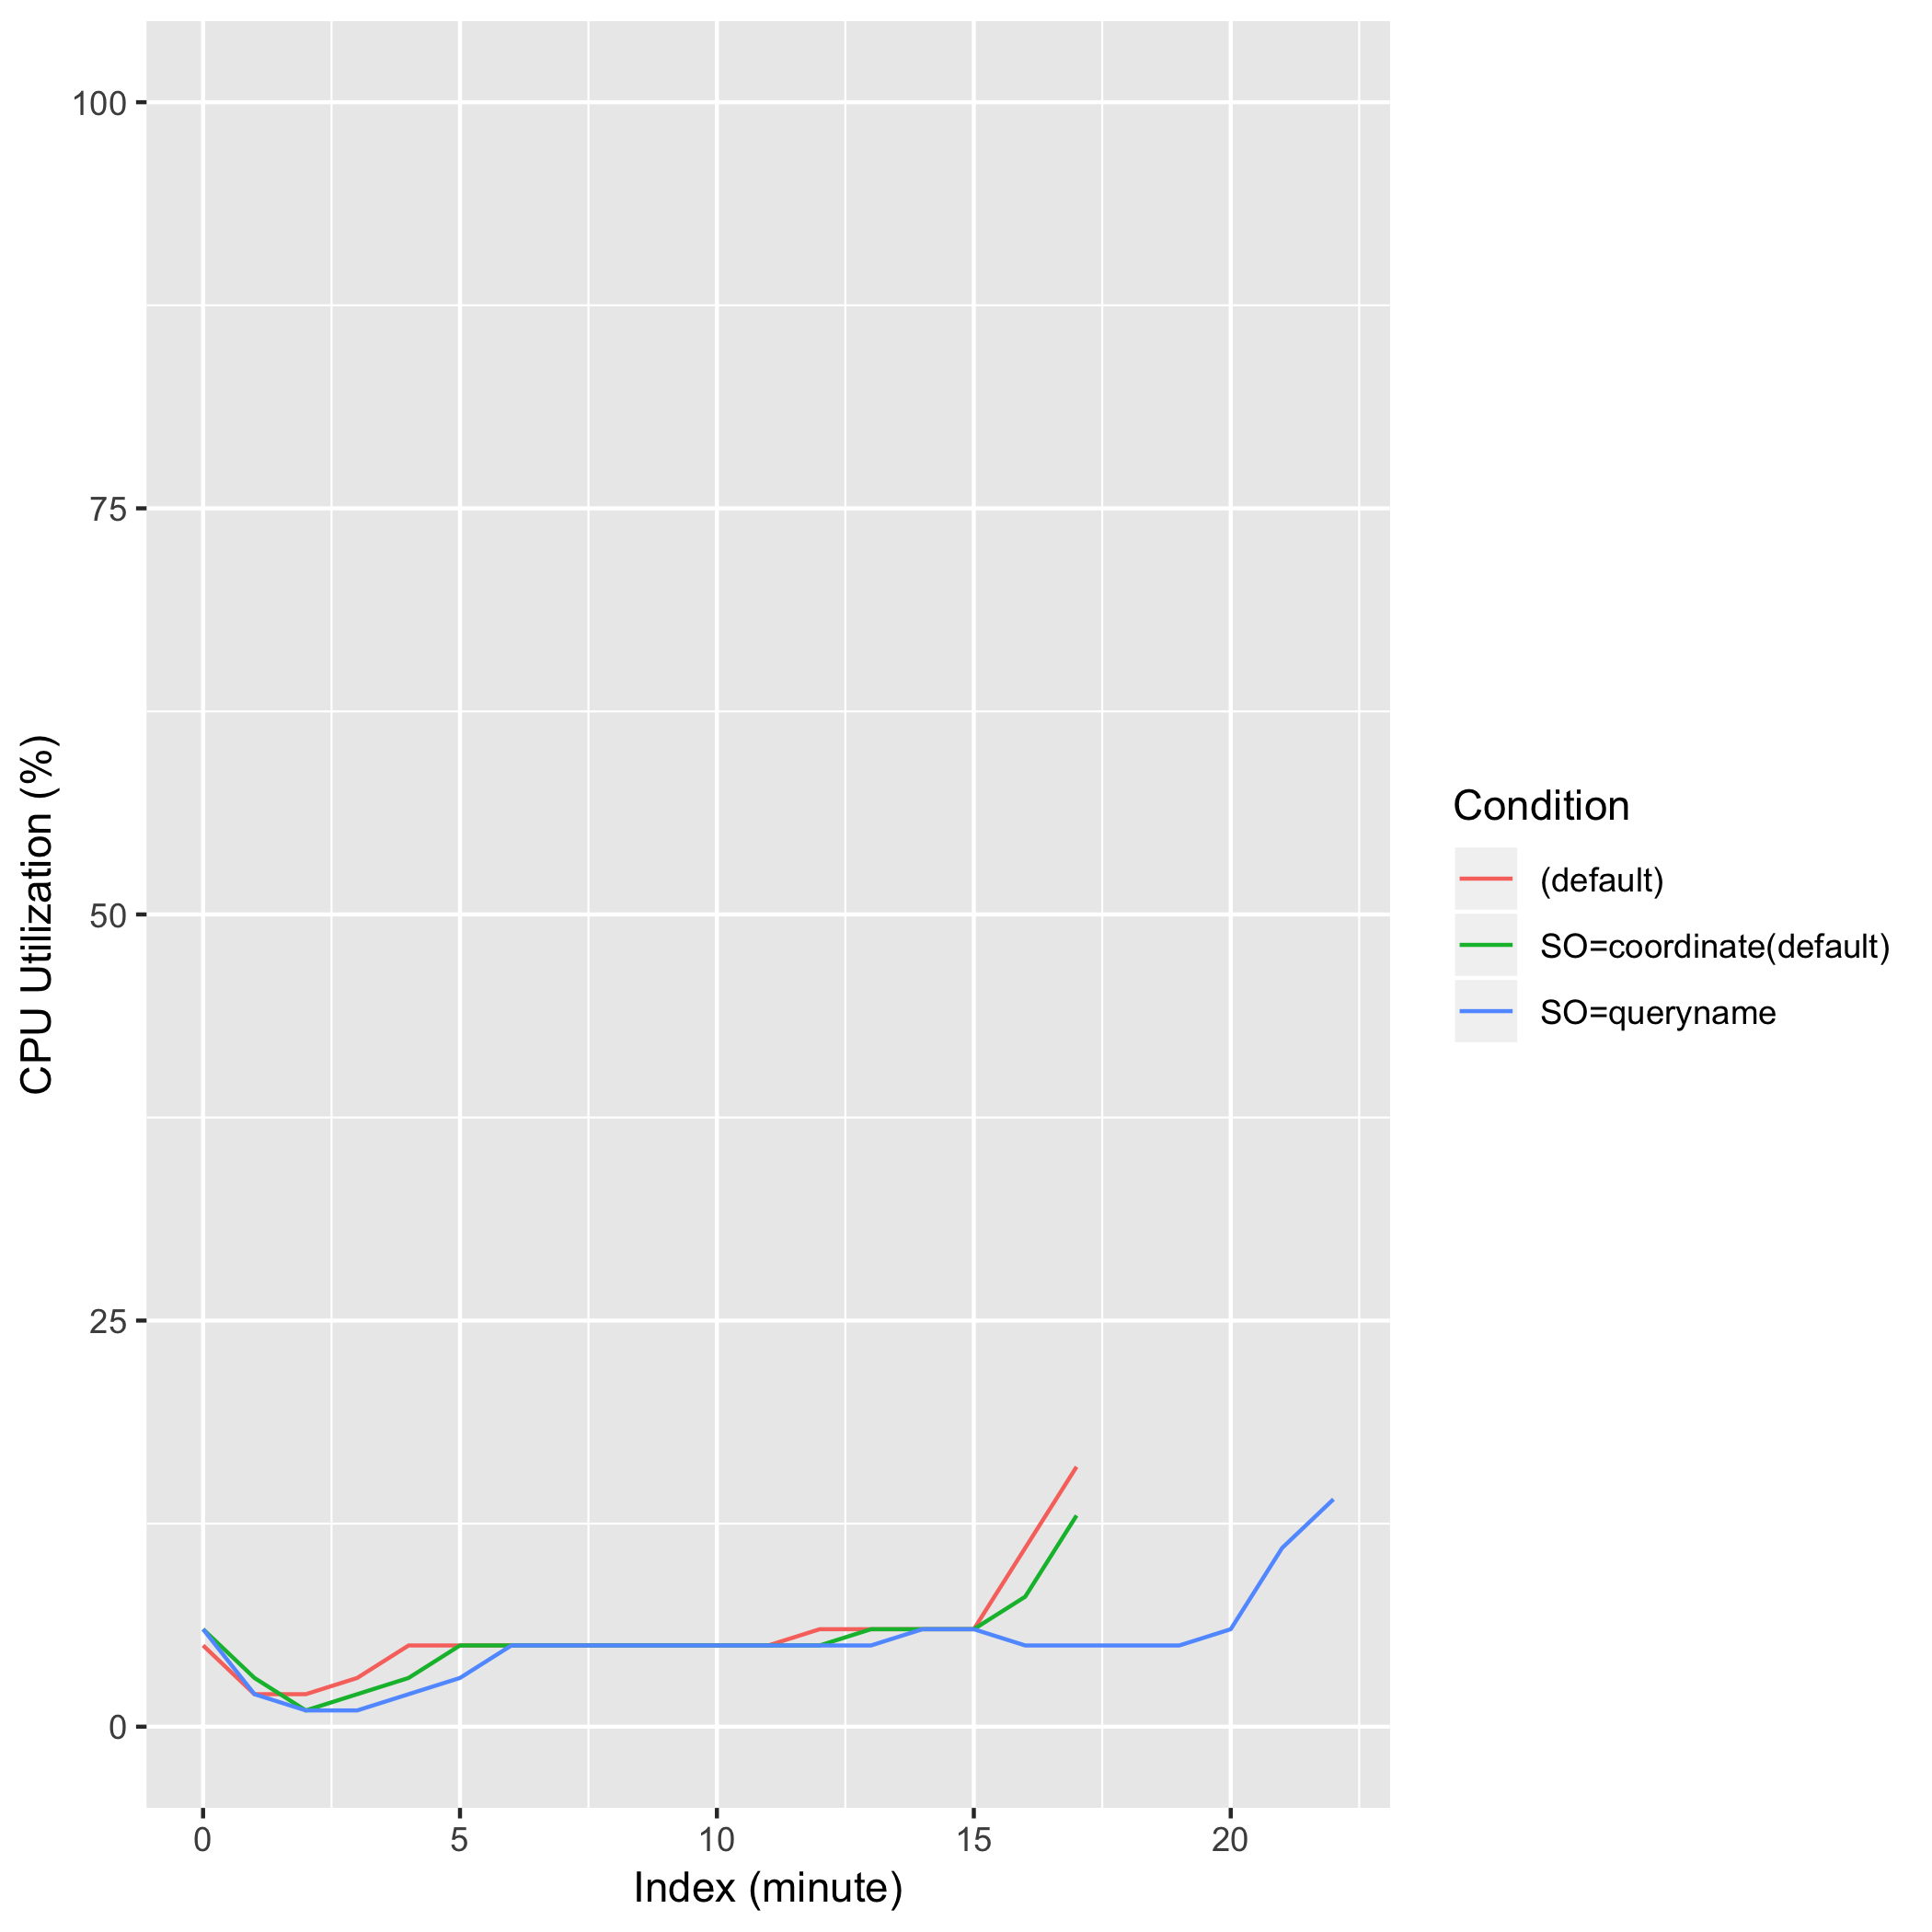 100
75
50
25
0
CPU Utilization (%)
0 5 10 15 20
Index (minute)
Condition
(default)
SO=coordinate(default)
SO=queryname